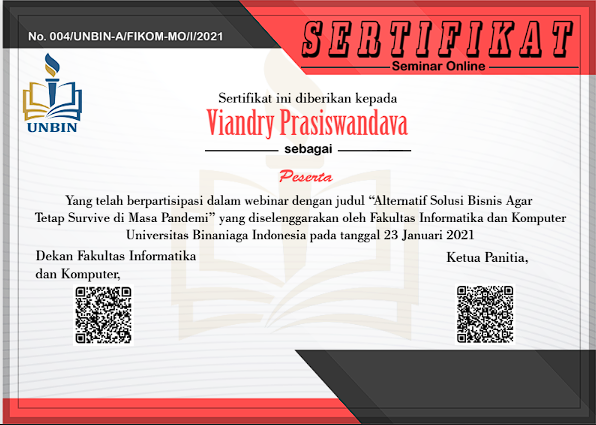 No. 004/UNBIN-A/FIKOM-MO/I/2021
SERTIFIKAT
Seminar Online
UNBIN
Sertifikat ini diberikan kepada
Viandry Prasiswandava
sebagai
Peserta
Yang telah berpartisipasi dalam webinar dengan judul “Alternatif Solusi Bisnis Agar
Tetap Survive di Masa Pandemi” yang diselenggarakan oleh Fakultas Informatika dan Komputer
Universitas Binaniaga Indonesia pada tanggal 23 Januari 2021
Dekan Fakultas Informatika
dan Komputer,
Ketua Panitia,